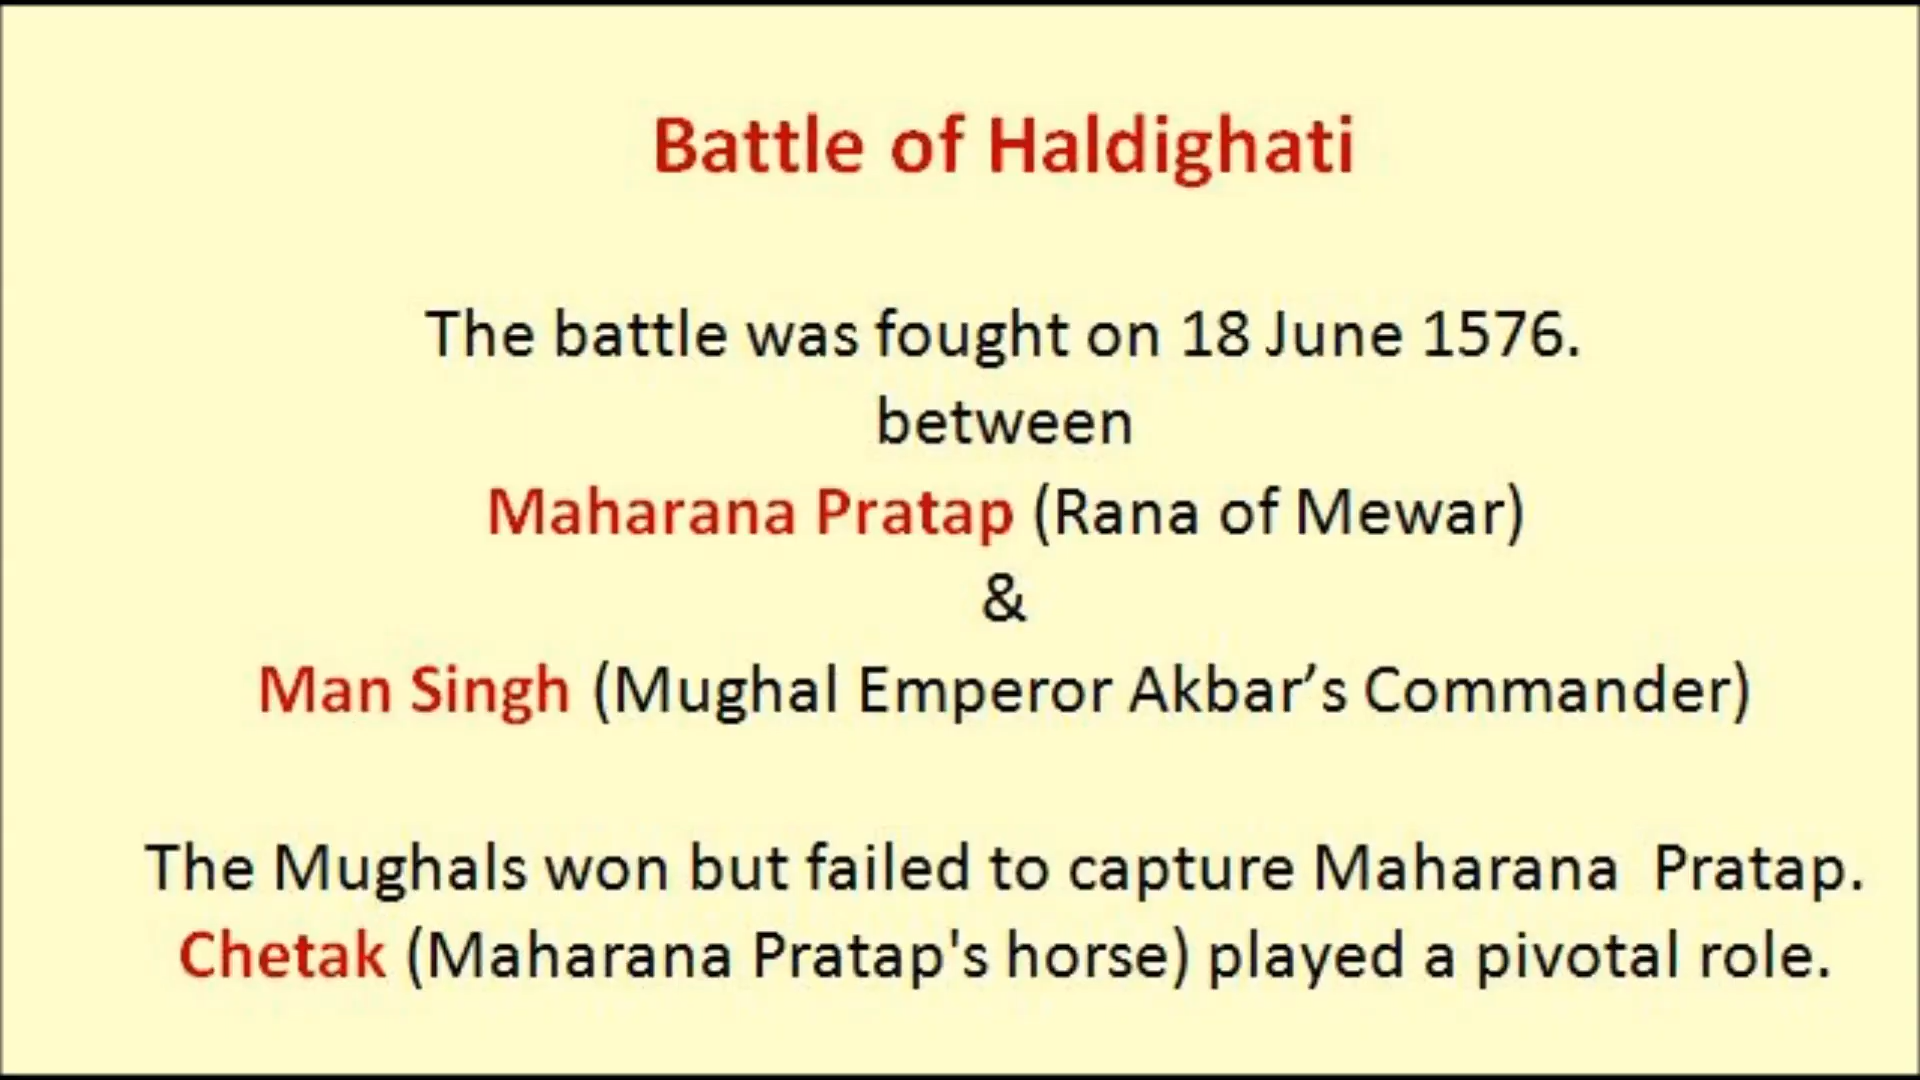 Battle of Haldighati
The battle was fought on 18 June 1576.
between
Maharana Pratap (Rana of Mewar)
&
Man Singh (Mughal Emperor Akbar’s Commander)
The Mughals won but failed to capture Maharana  Pratap.
Chetak (Maharana Pratap's horse) played a pivotal role.